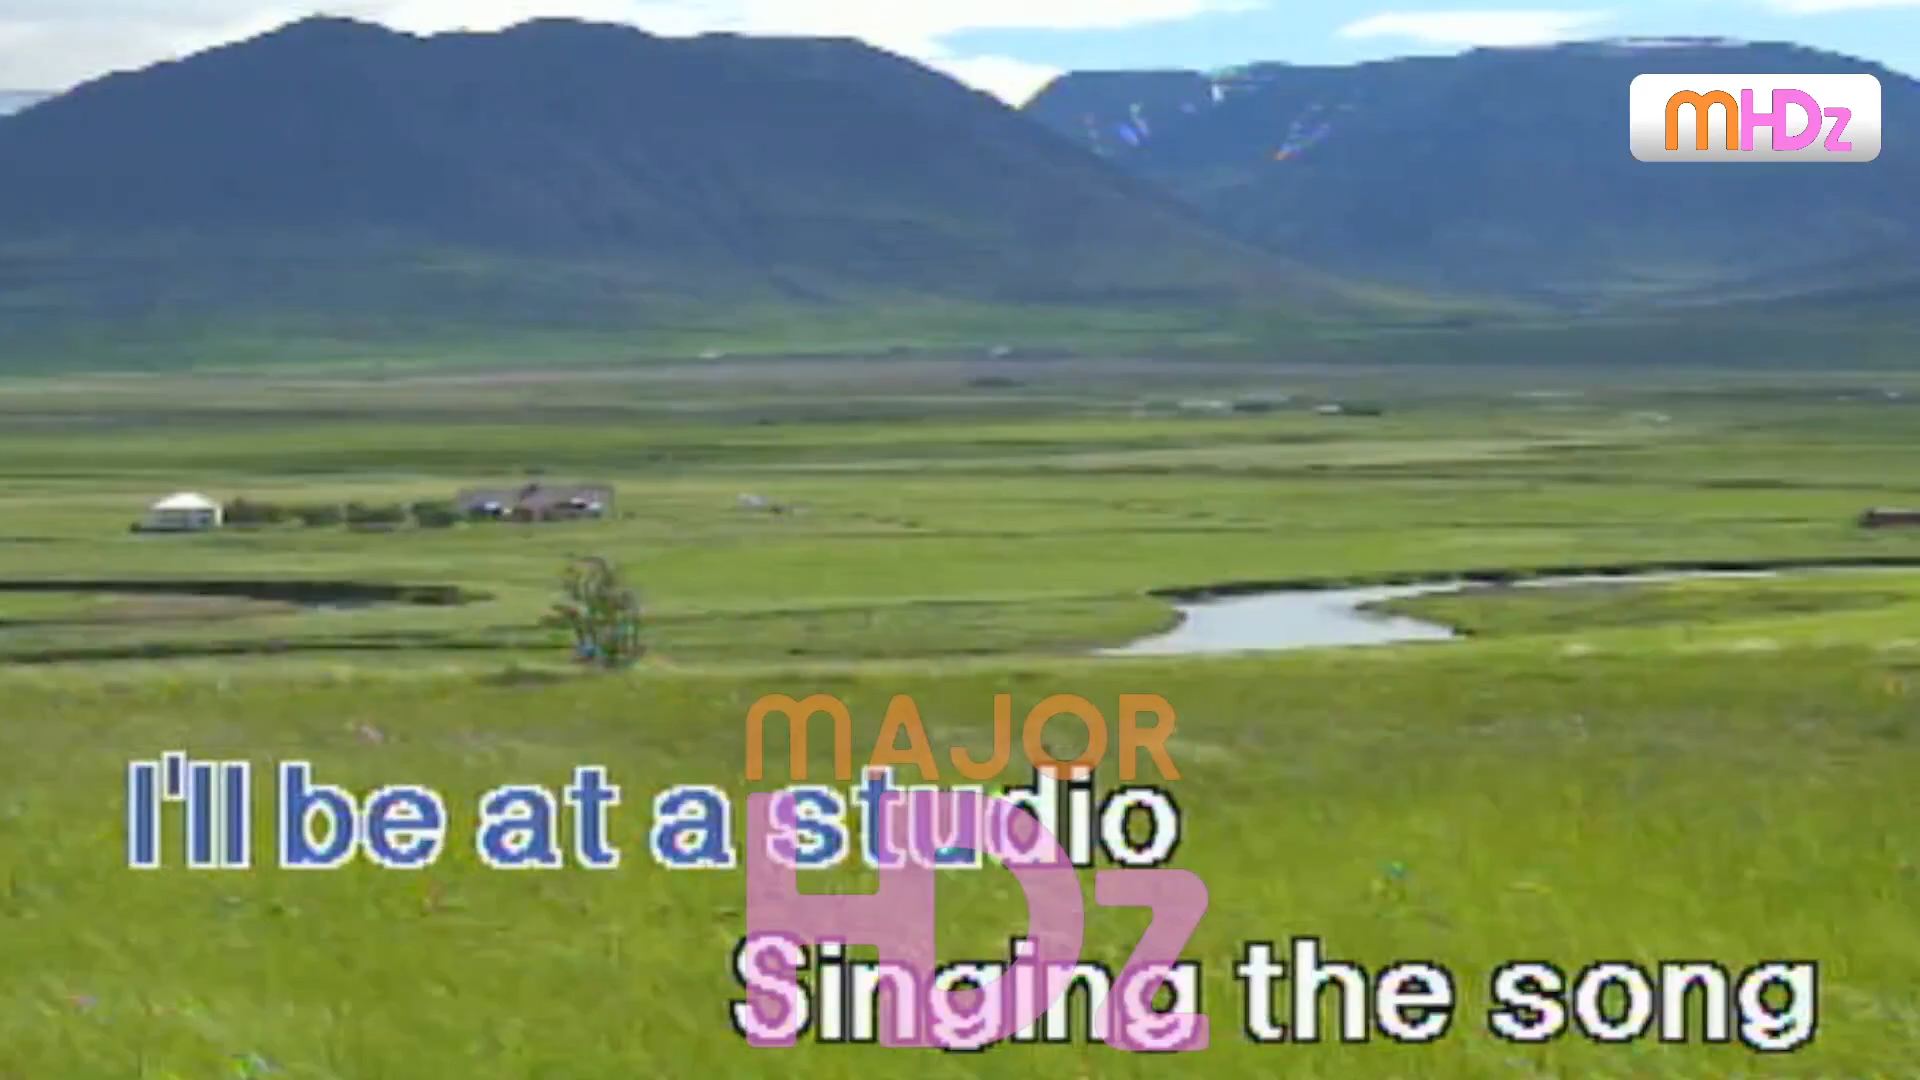 mHDz
MAJOR
I'll be at a studio
HDz
Singing the song